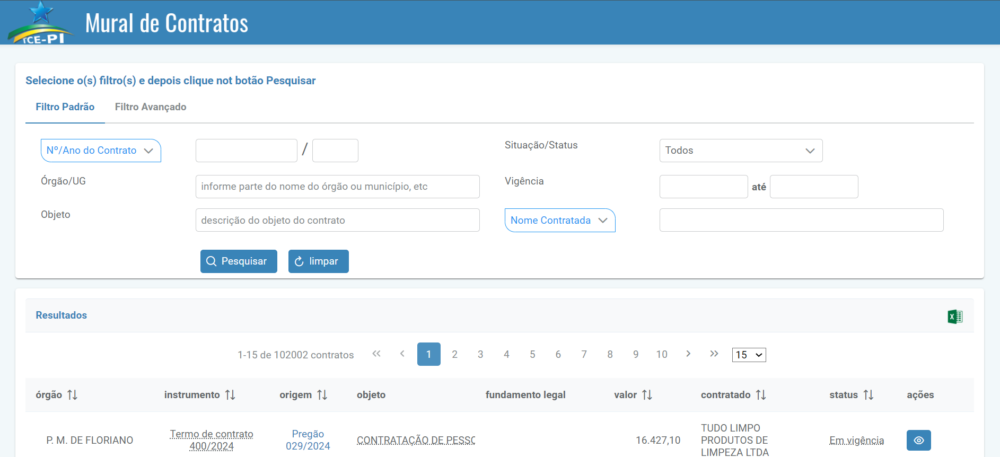 TCE-PI
Mural de Contratos
Selecione o(s) filtro(s) e depois clique not botão Pesquisar
Filtro Padrão Filtro Avançado
Nº/Ano do Contrato / Situação/Status Todos
Órgão/UG informe parte do nome do órgão ou município, etc Vigência até
Objeto descrição do objeto do contrato Nome Contratada
Pesquisar limpar
Resultados
1-15 de 102002 contratos « ‹ 1 2 3 4 5 6 7 8 9 10 › » 15
órgão instrumento origem objeto fundamento legal valor contratado status ações
P. M. DE FLORIANO
Termo de contrato
400/2024
Pregão
029/2024
CONTRATAÇÃO DE PESSO
16.427,10
TUDO LIMPO
PRODUTOS DE
LIMPEZA LTDA
Em vigência